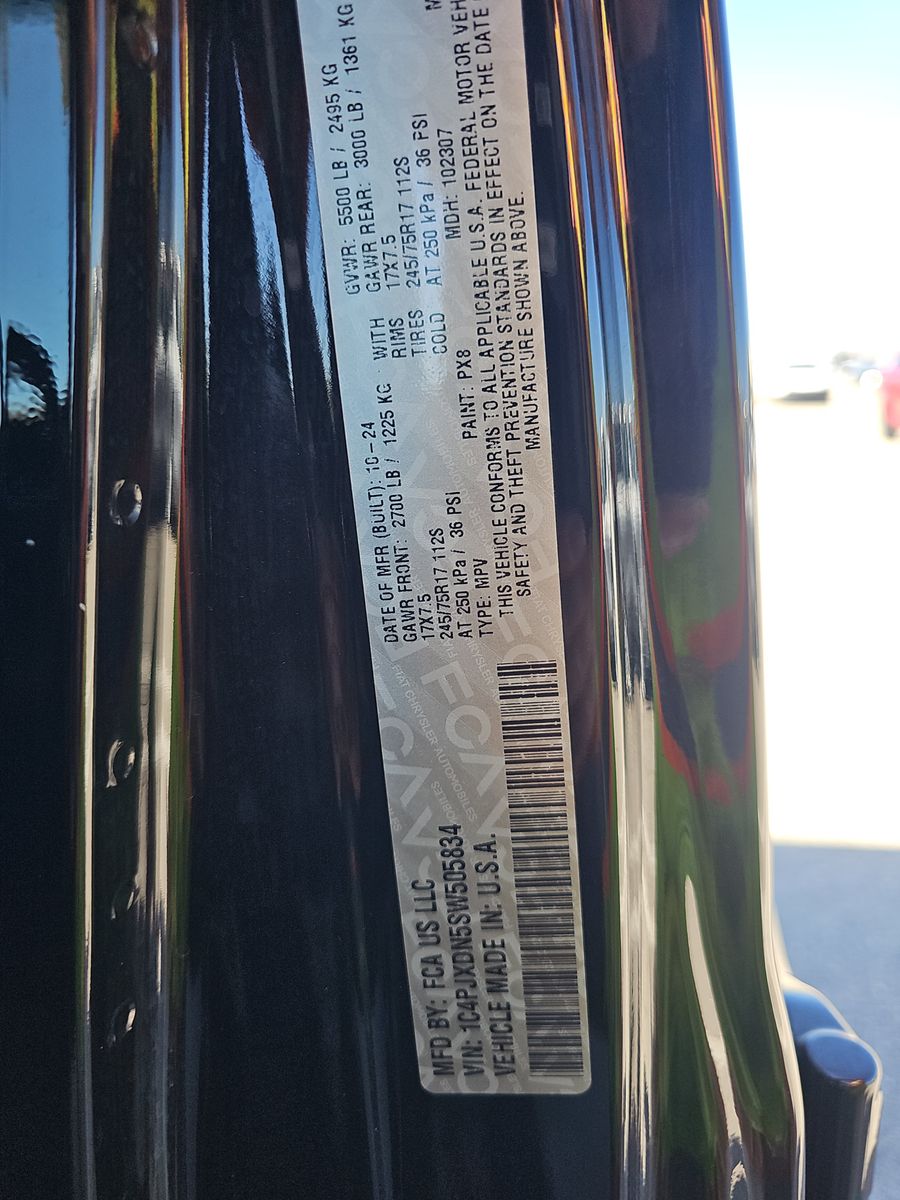 MFD BY: FCA US LLC
VIN: 1C4PJXDN5SW505834
VEHICLE MADE IN: U.S.A.
DATE OF MFR (BUILT): 10-24 GVWR: 5500 LB / 2495 KG
GAWR FRONT: 2700 LB / 1225 KG WITH GAWR REAR: 3000 LB / 1361 KG
17X7.5 RIMS 17X7.5
245/75R17 112S TIRES 245/75R17 112S
AT 250 kPa / 36 PSI COLD AT 250 kPa / 36 PSI
TYPE: MPV PAINT: PX8 MDH: 102307
THIS VEHICLE CONFORMS TO ALL APPLICABLE U.S.A. FEDERAL MOTOR VEH
SAFETY AND THEFT PREVENTION STANDARDS IN EFFECT ON THE DATE
MANUFACTURE SHOWN ABOVE.
FCA
FIAT CHRYSLER AUTOMOBILES